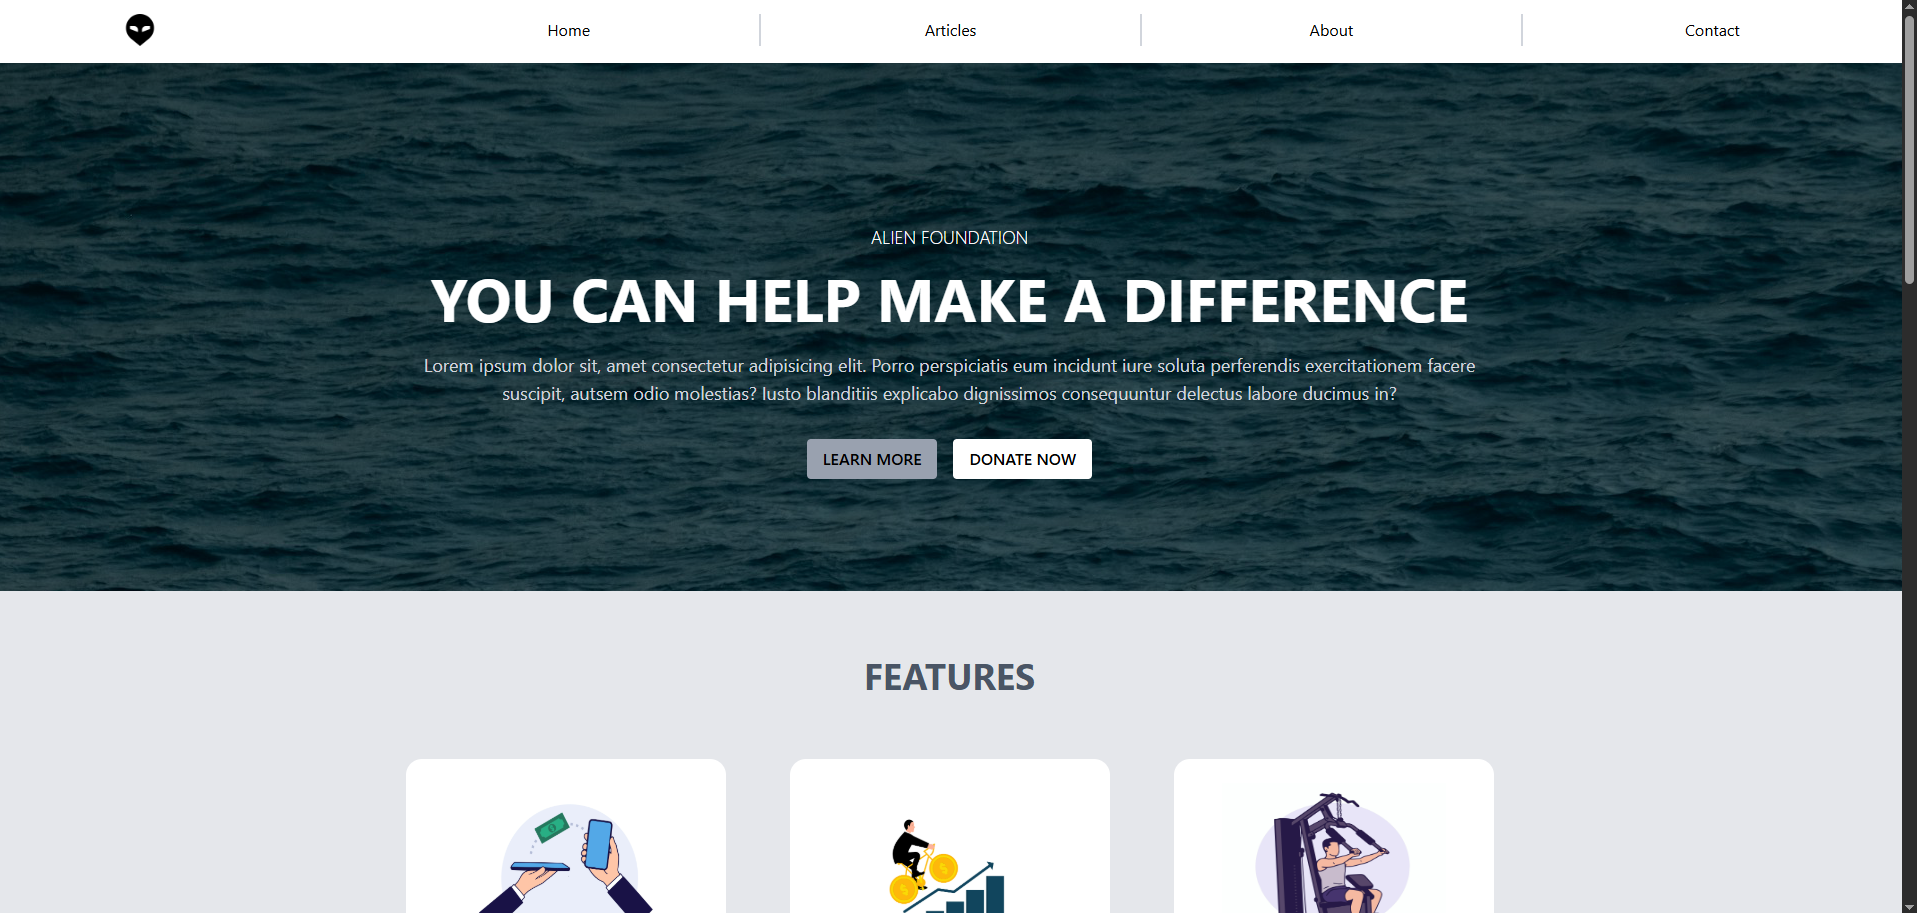 Home
Articles
About
Contact
ALIEN FOUNDATION
YOU CAN HELP MAKE A DIFFERENCE
Lorem ipsum dolor sit, amet consectetur adipisicing elit. Porro perspiciatis eum incidunt iure soluta perferendis exercitationem facere
suscipit, autsem odio molestias? Iusto blanditiis explicabo dignissimos consequuntur delectus labore ducimus in?
LEARN MORE
DONATE NOW
FEATURES